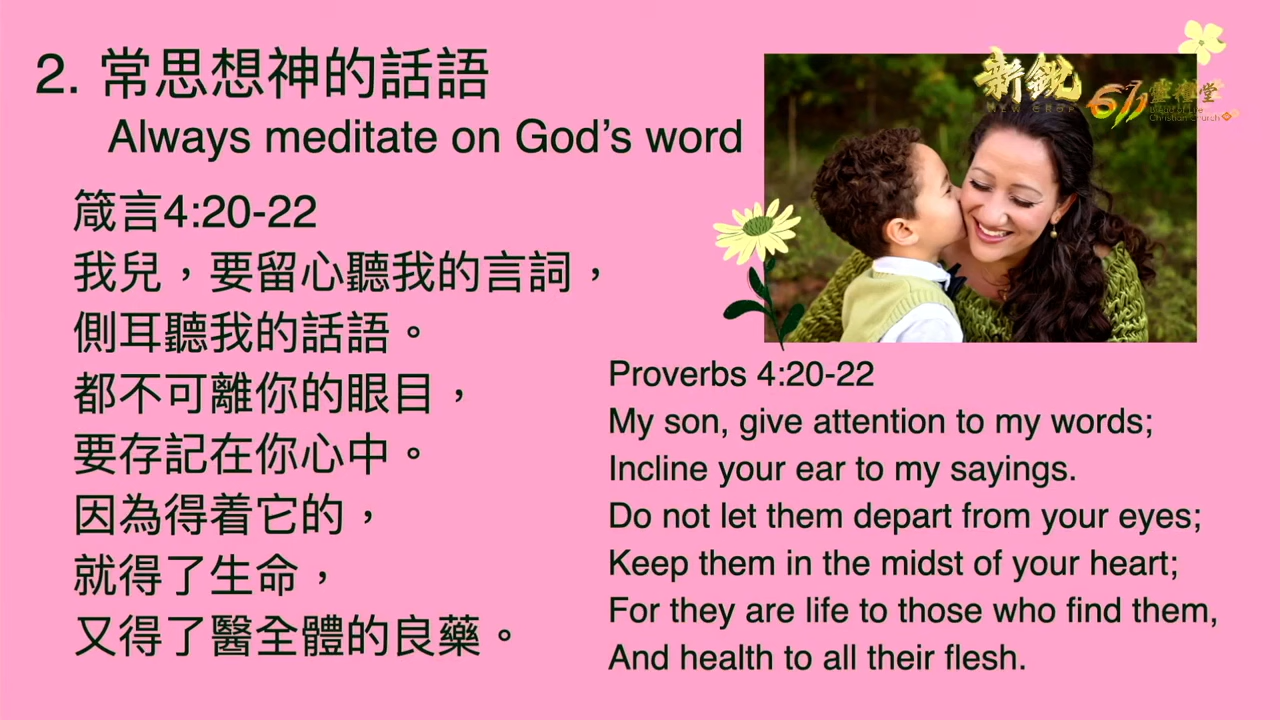 2. 常思想神的話語
Always meditate on God's word
箴言4:20-22
我兒，要留心聽我的言詞，
側耳聽我的話語。
都不可離你的眼目，
要存記在你心中。
因為得着它的，
就得了生命，
又得了醫全體的良藥。
新銳
NEW CREA
611 靈糧堂
Christian Church
Proverbs 4:20-22
My son, give attention to my words;
Incline your ear to my sayings.
Do not let them depart from your eyes;
Keep them in the midst of your heart;
For they are life to those who find them,
And health to all their flesh.